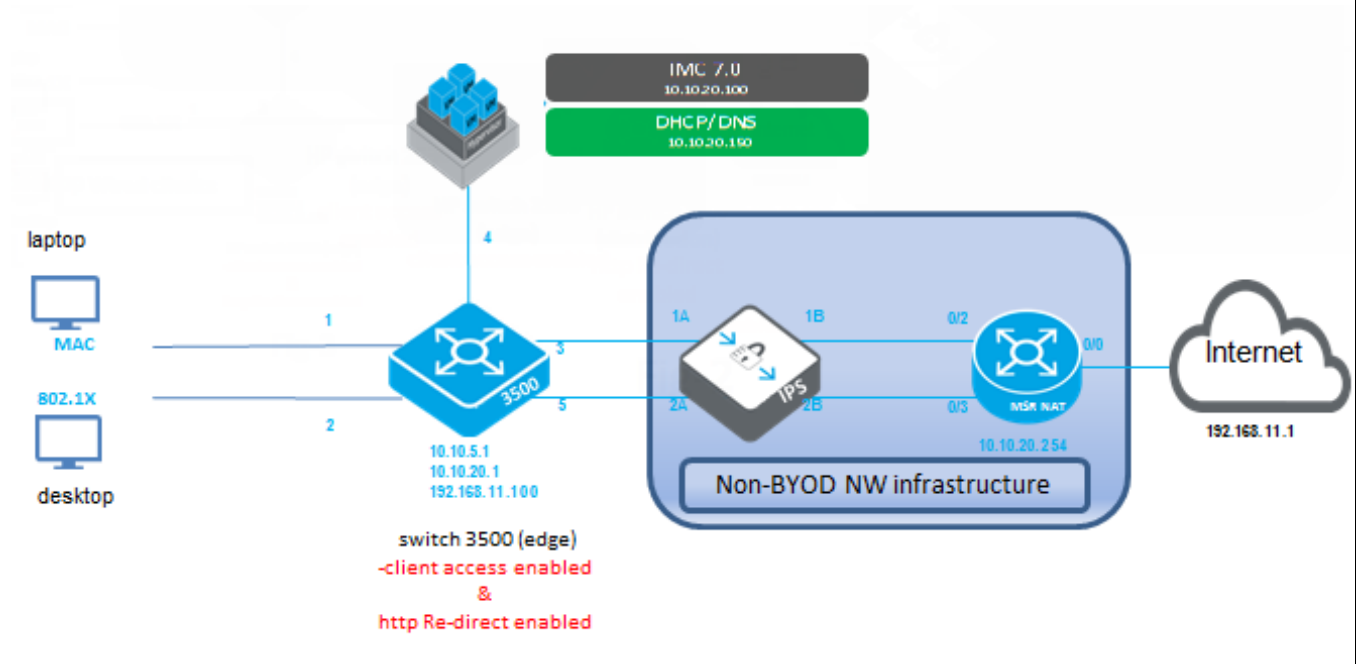 IMC 7.0
10.10.20.100
DHCP/DNS
10.10.20.150
Hypervisor
4
laptop
MAC
1
802.1X
2
desktop
3500
3
5
10.10.5.1
10.10.20.1
192.168.11.100
switch 3500 (edge)
-client access enabled
&
http Re-direct enabled
1A
1B
2A
2B
IPS
0/2
0/3
0/0
MSR NAT
10.10.20.254
Non-BYOD NW infrastructure
Internet
192.168.11.1